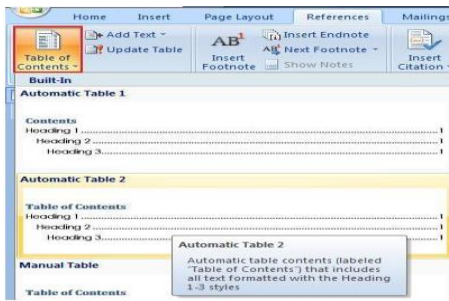 Home Insert Page Layout References Mailings
Table of Contents
Add Text
Update Table
AB¹
Insert Footnote
Insert Endnote
AB Next Footnote
Show Notes
Insert Citation
Built-In
Automatic Table 1
Contents
Heading 1 ........ 1
Heading 2 ........ 1
Heading 3 ........ 1
Automatic Table 2
Table of Contents
Heading 1 ........ 1
Heading 2 ........ 1
Heading 3 ........ 1
Automatic Table 2
Automatic table contents (labeled
"Table of Contents") that includes
all text formatted with the Heading
1-3 styles
Manual Table
Table of Contents